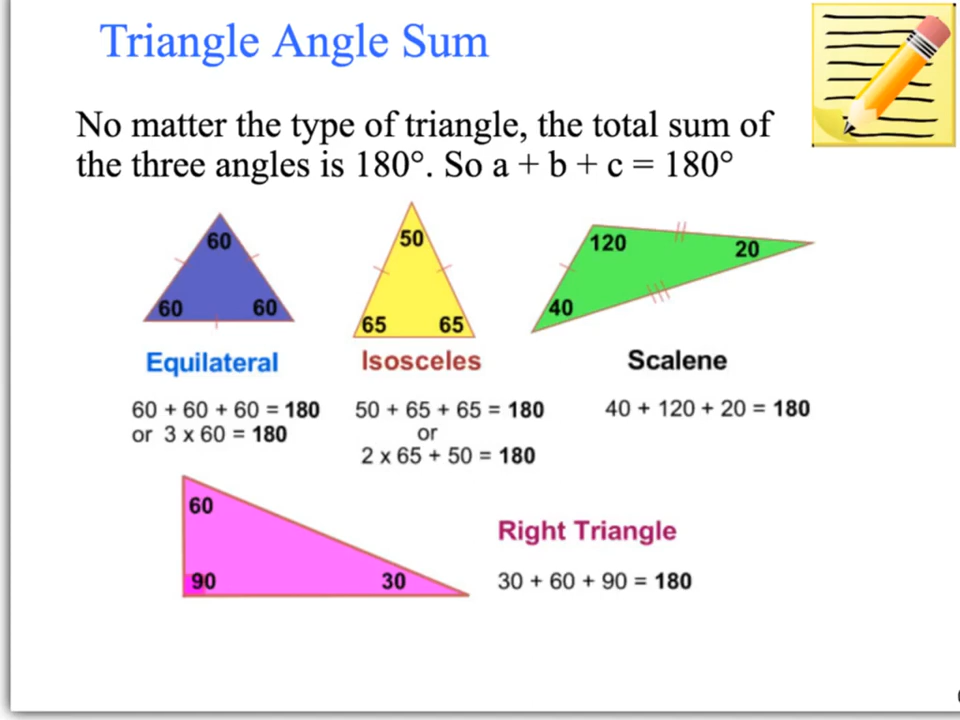 Triangle Angle Sum
No matter the type of triangle, the total sum of
the three angles is 180°. So a + b + c = 180°
60
60
60
50
65
65
120
20
40
Equilateral
Isosceles
Scalene
60 + 60 + 60 = 180
or 3 x 60 = 180
50 + 65 + 65 = 180
or
2 x 65 + 50 = 180
40 + 120 + 20 = 180
60
90
30
Right Triangle
30 + 60 + 90 = 180